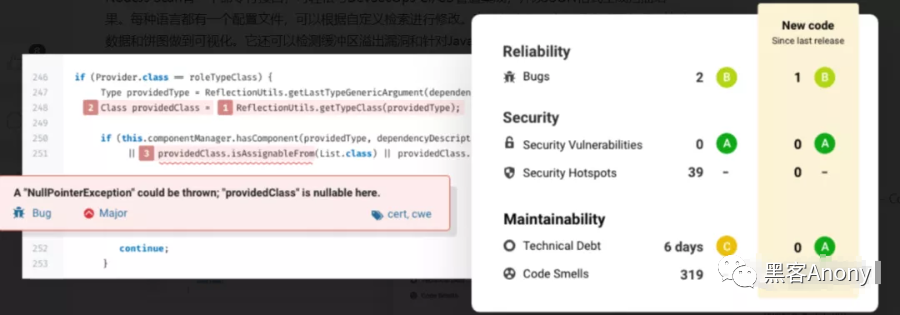 果。每种语言都有一个配置文件，可以根据自定义检索进行修改。
数据和饼图做到可视化。它还可以检测缓冲区溢出漏洞和针对Java
246 if (Provider.class == roleTypeClass) {
247 Type providedType = ReflectionUtils.getLastTypeGenericArgument(dependen
248 2 Class providedClass = 1 ReflectionUtils.getTypeClass(providedType);
249
250 if (this.componentManager.hasComponent(providedType, dependencyDescript
251 || 3 providedClass.isAssignableFrom(List.class) || providedClass.
A "NullPointerException" could be thrown; "providedClass" is nullable here.
Bug Major cert, cwe
252 continue;
253 }
New code
Since last release
Reliability
Bugs 2 B 1 B
Security
Security Vulnerabilities 0 A 0 A
Security Hotspots 39 - 0 -
Maintainability
Technical Debt 6 days C 0 A
Code Smells 319
黑客Anony